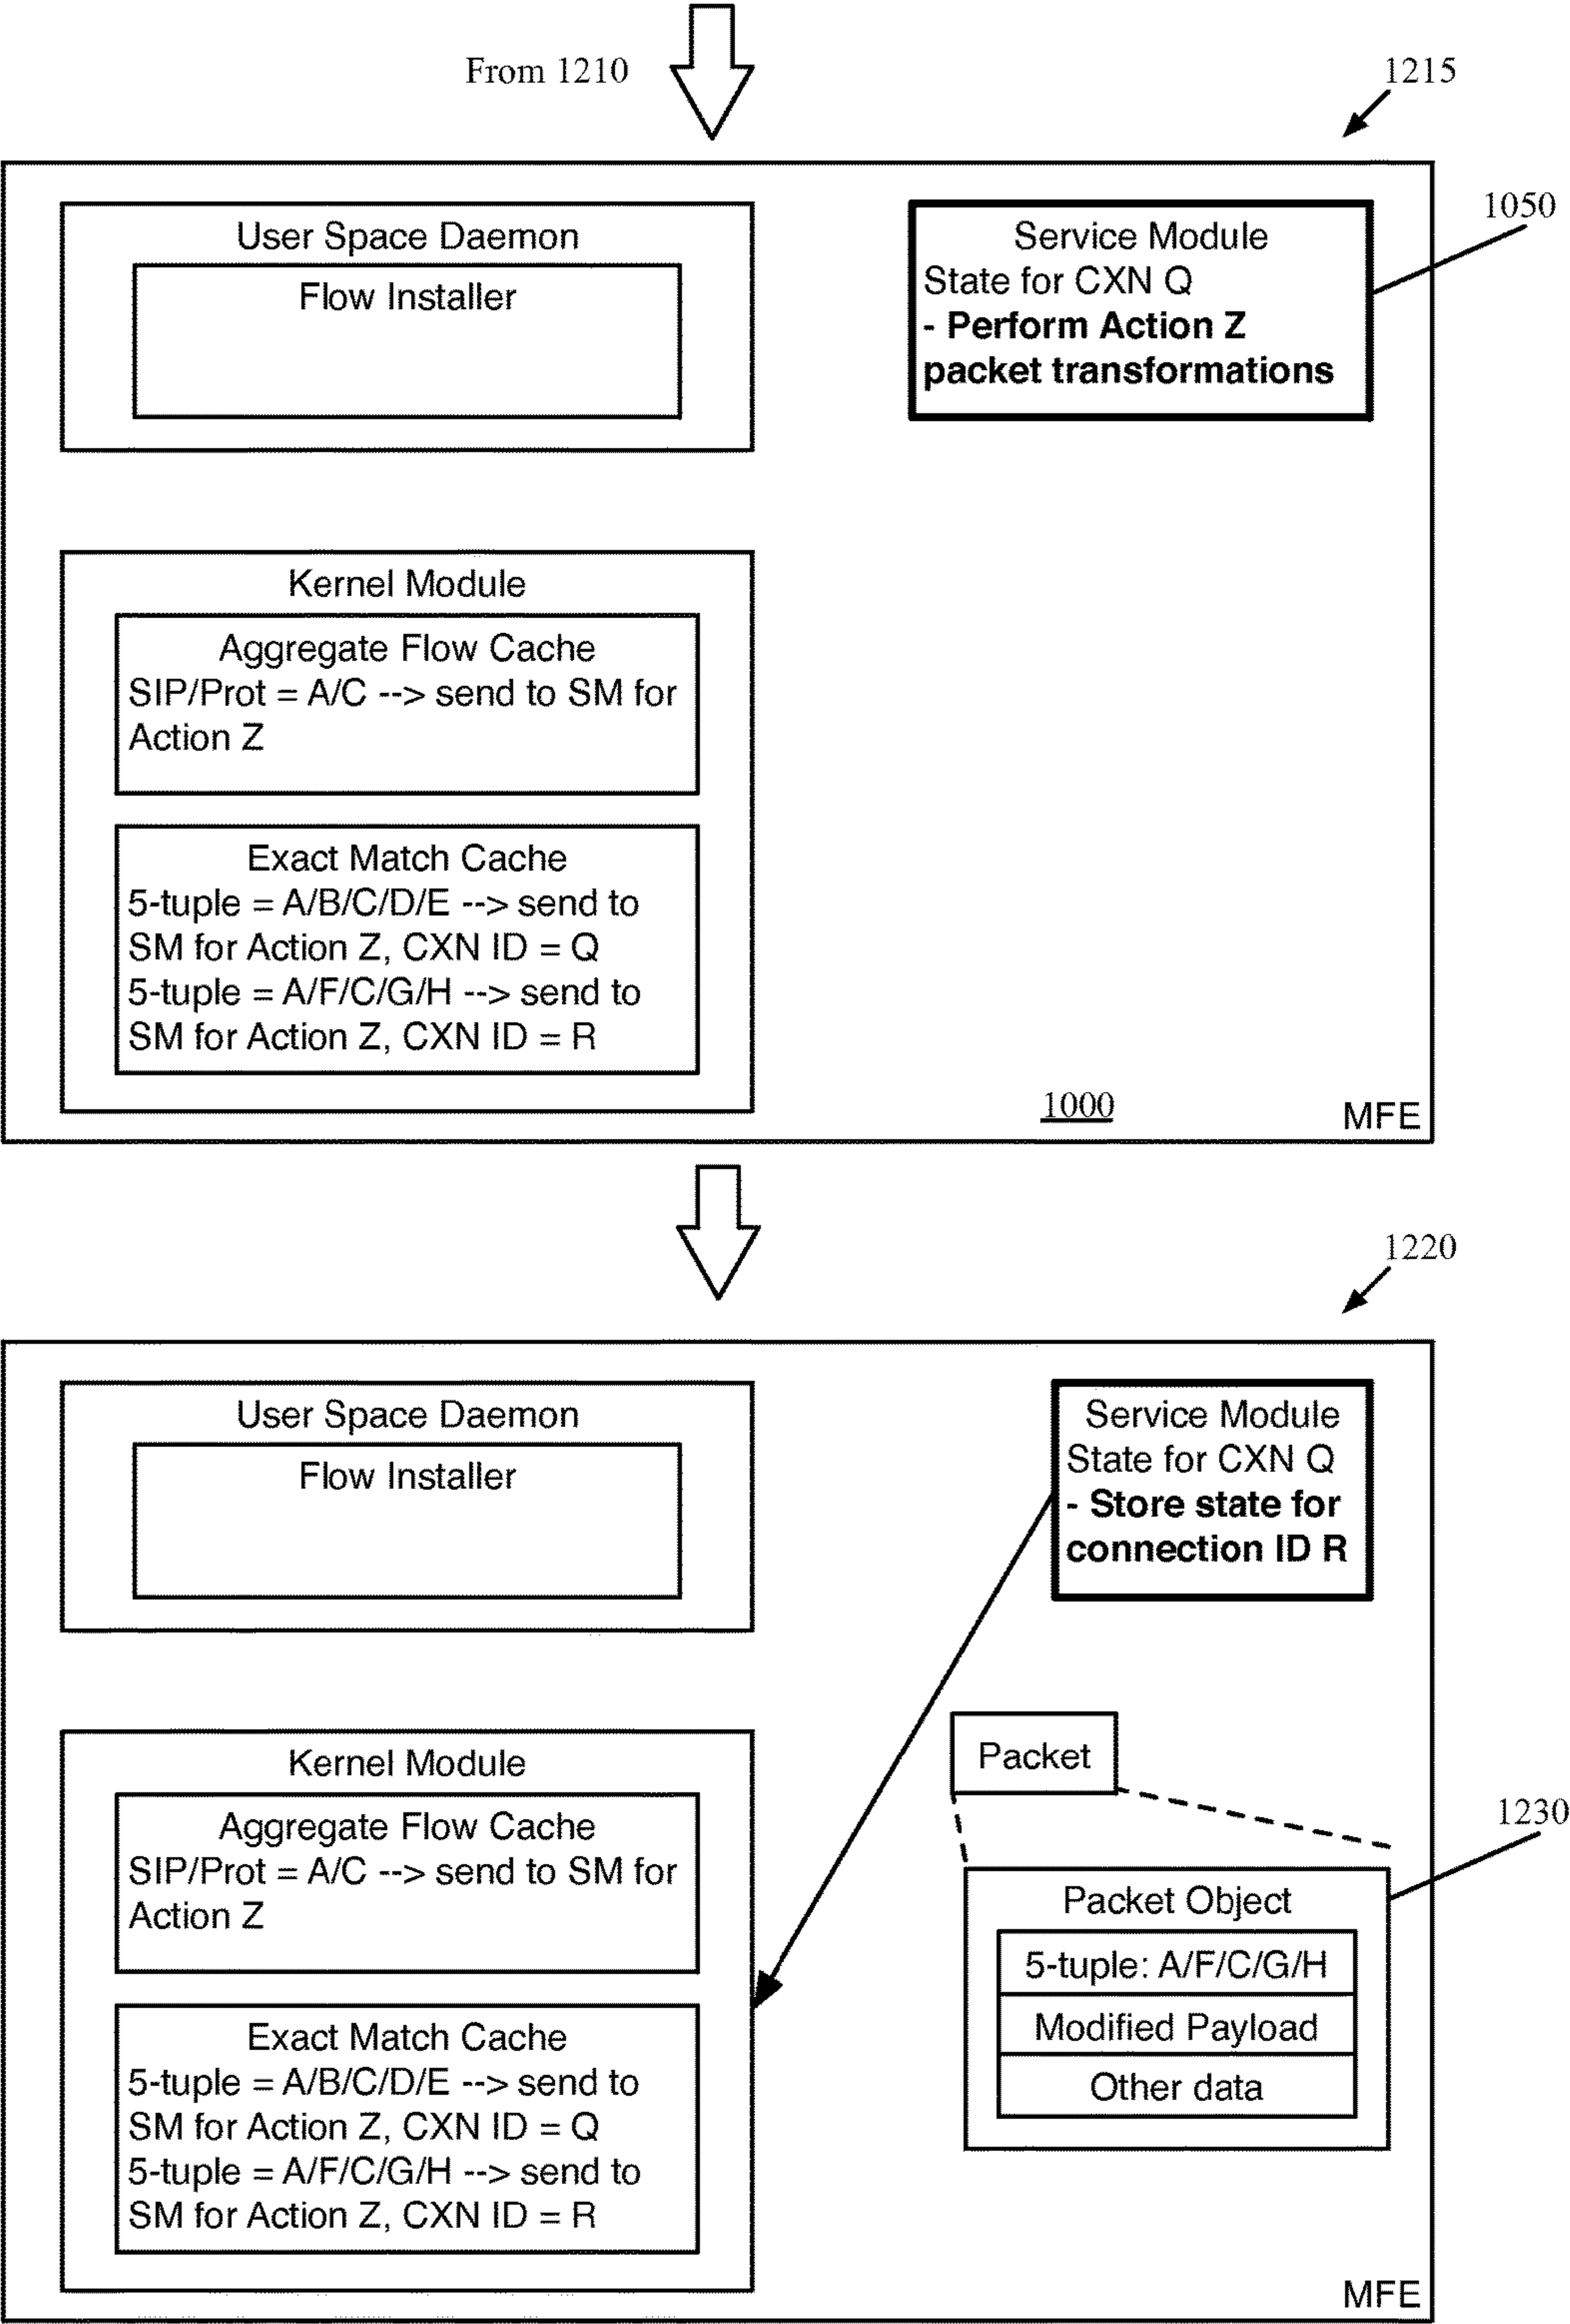 From 1210
1215
1050
User Space Daemon
Flow Installer
Service Module
State for CXN Q
- Perform Action Z
packet transformations
Kernel Module
Aggregate Flow Cache
SIP/Prot = A/C --> send to SM for
Action Z
Exact Match Cache
5-tuple = A/B/C/D/E --> send to
SM for Action Z, CXN ID = Q
5-tuple = A/F/C/G/H --> send to
SM for Action Z, CXN ID = R
1000
MFE
1220
User Space Daemon
Flow Installer
Service Module
State for CXN Q
- Store state for
connection ID R
Kernel Module
Aggregate Flow Cache
SIP/Prot = A/C --> send to SM for
Action Z
Exact Match Cache
5-tuple = A/B/C/D/E --> send to
SM for Action Z, CXN ID = Q
5-tuple = A/F/C/G/H --> send to
SM for Action Z, CXN ID = R
Packet
1230
Packet Object
5-tuple: A/F/C/G/H
Modified Payload
Other data
MFE